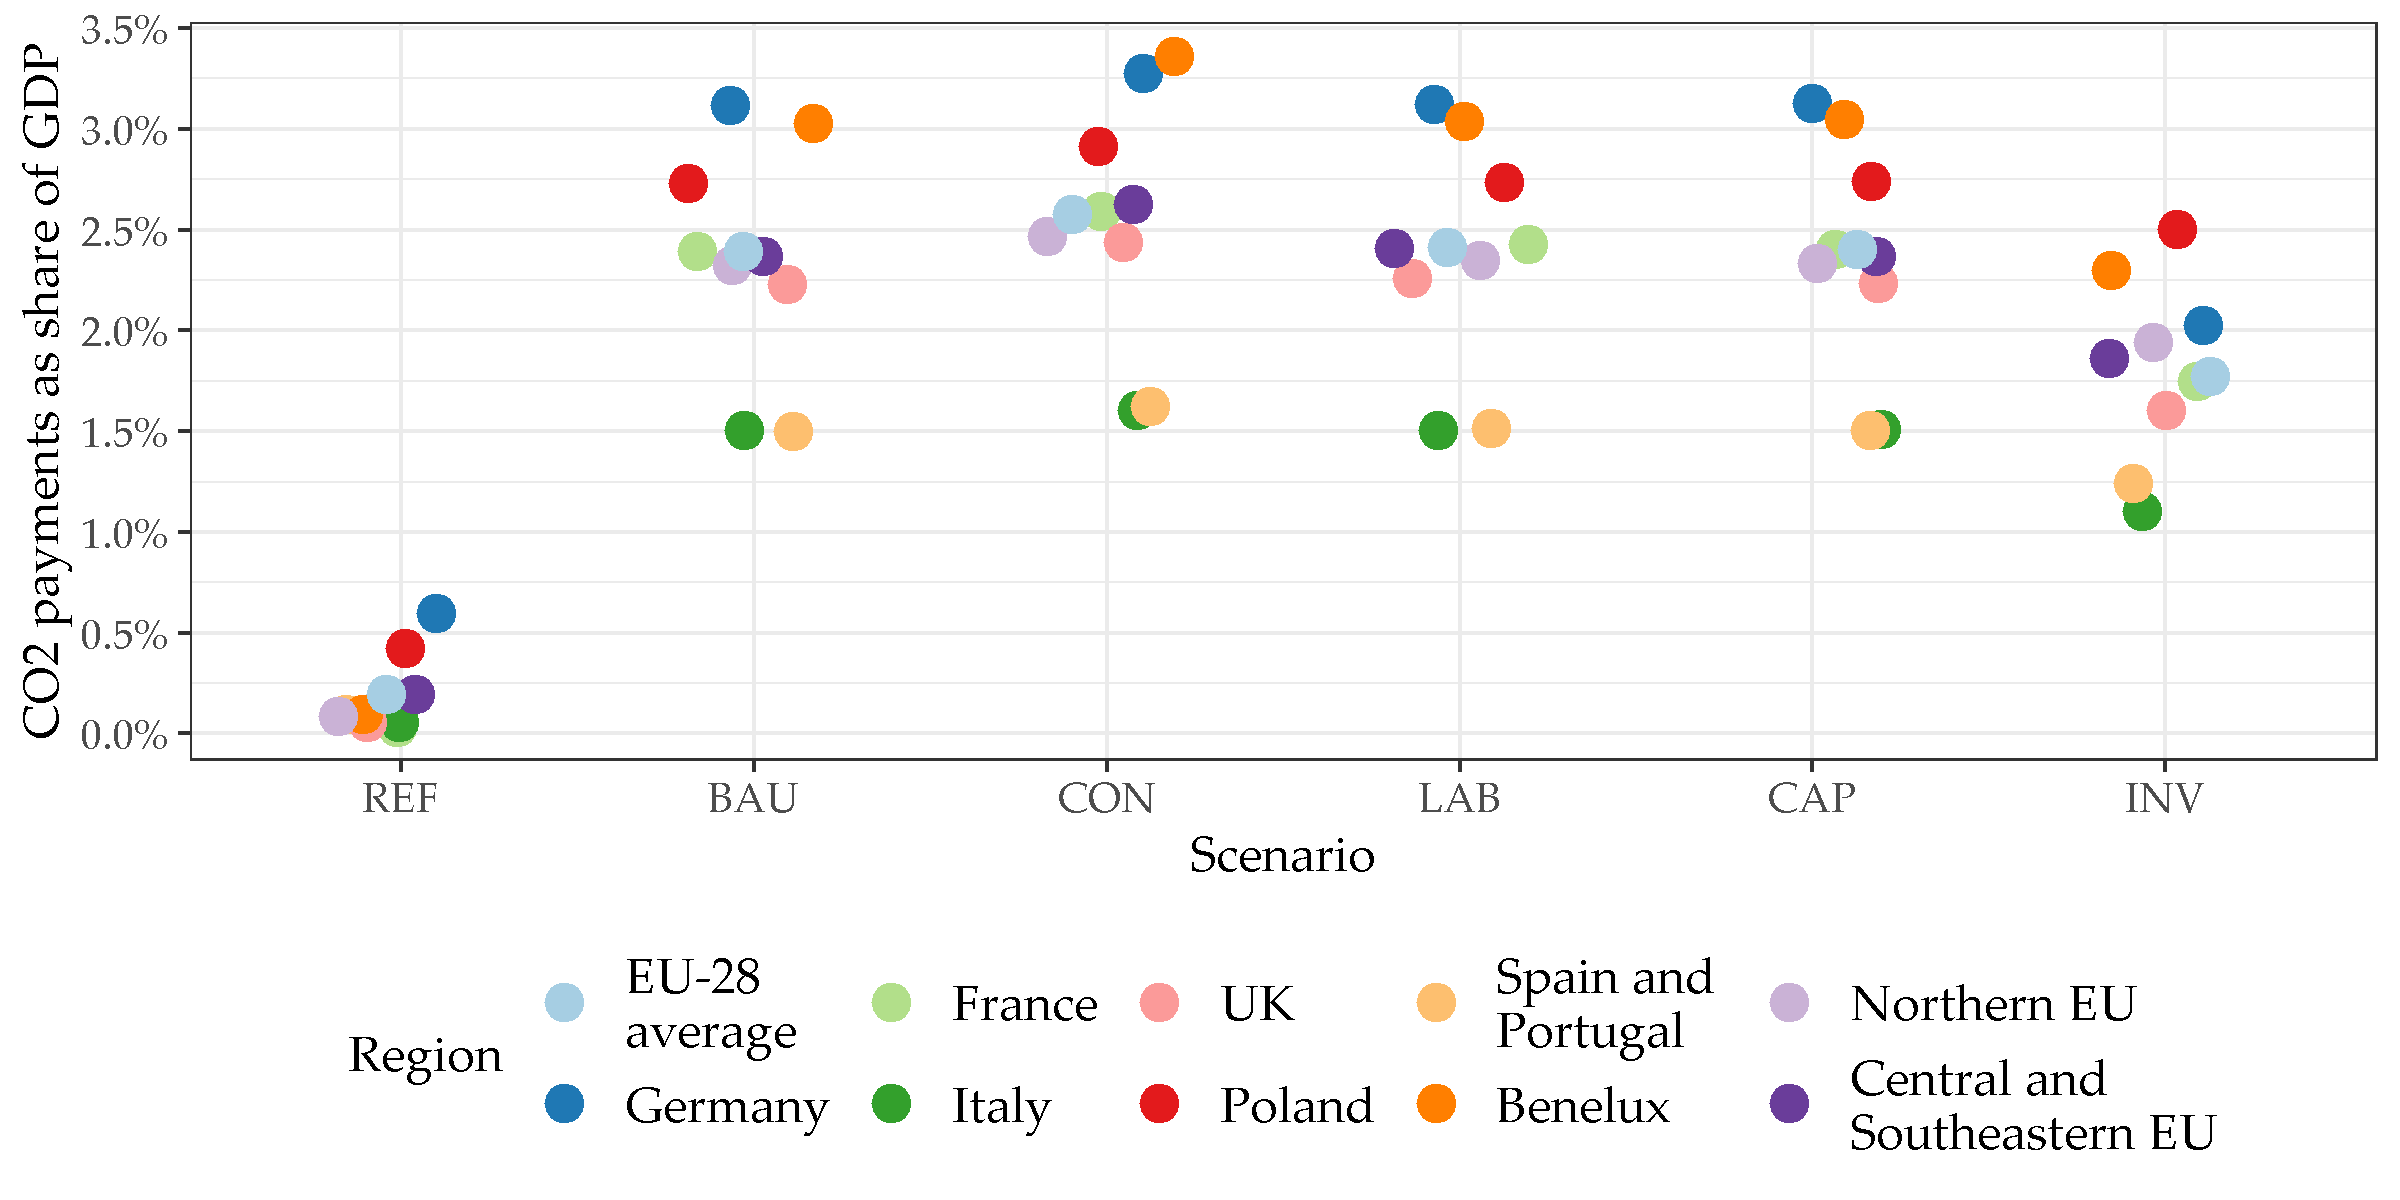 CO2 payments as share of GDP
3.5%
3.0%
2.5%
2.0%
1.5%
1.0%
0.5%
0.0%
REF BAU CON LAB CAP INV
Scenario
Region
EU-28
average
France
UK
Spain and
Portugal
Northern EU
Germany
Italy
Poland
Benelux
Central and
Southeastern EU